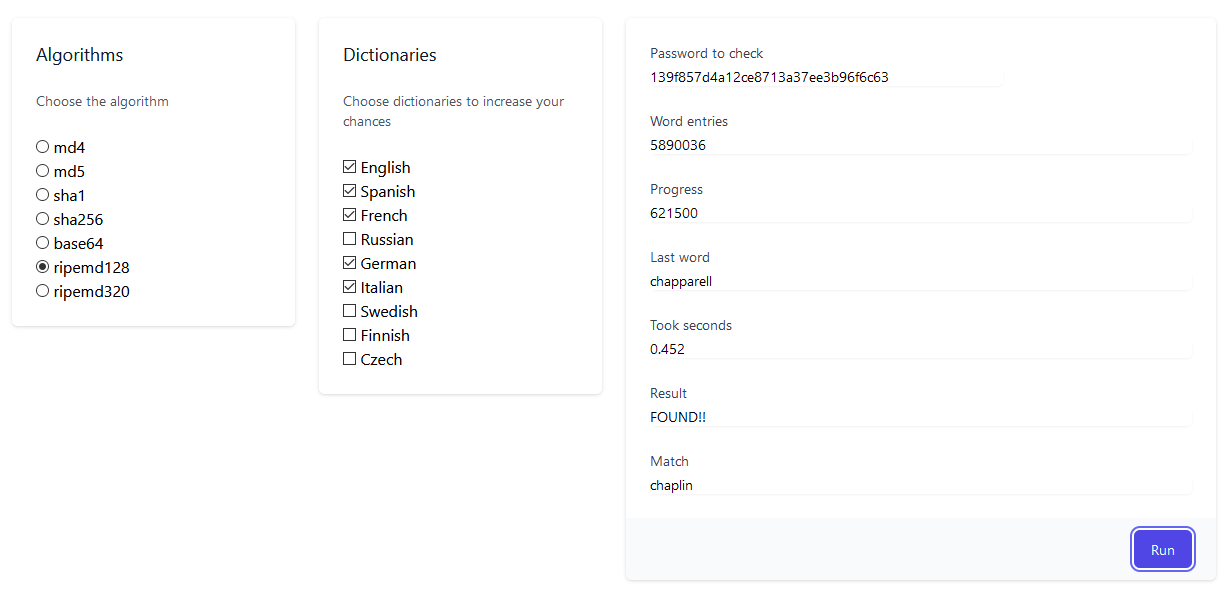 Algorithms
Choose the algorithm
md4
md5
sha1
sha256
base64
ripemd128
ripemd320
Dictionaries
Choose dictionaries to increase your
chances
English
Spanish
French
Russian
German
Italian
Swedish
Finnish
Czech
Password to check
139f857d4a12ce8713a37ee3b96f6c63
Word entries
5890036
Progress
621500
Last word
chapparell
Took seconds
0.452
Result
FOUND!!
Match
chaplin
Run